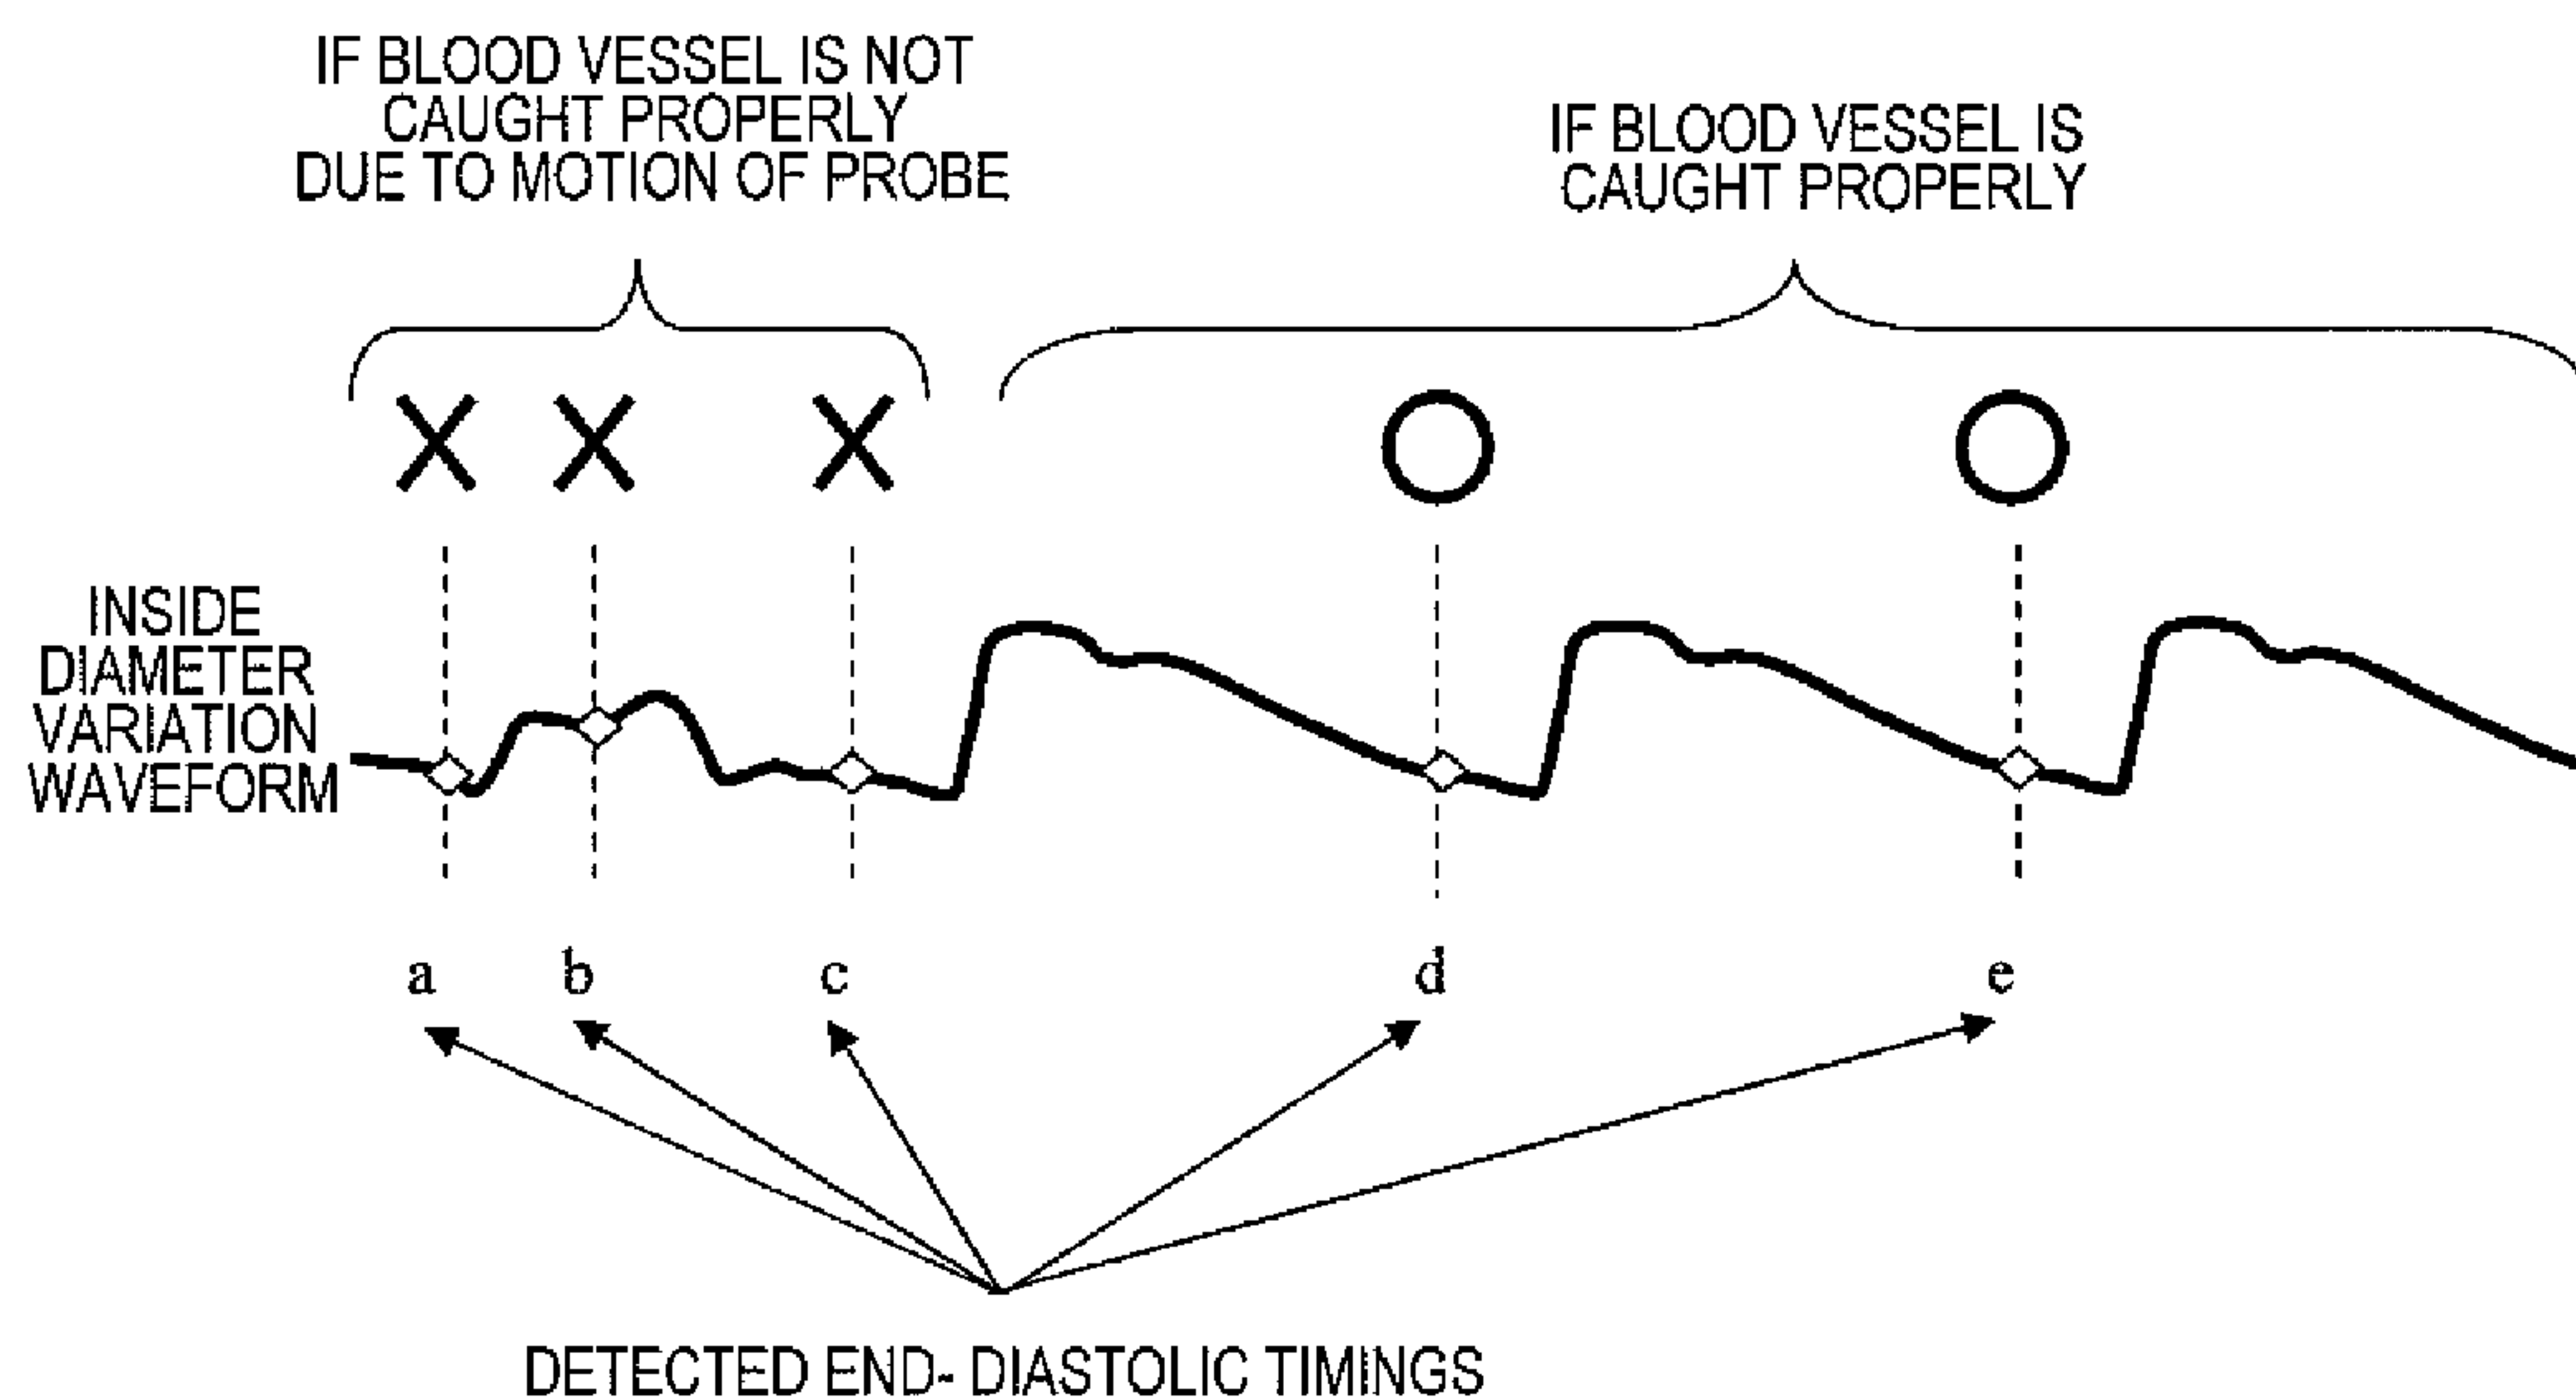 IF BLOOD VESSEL IS NOT
CAUGHT PROPERLY
DUE TO MOTION OF PROBE
IF BLOOD VESSEL IS
CAUGHT PROPERLY
INSIDE
DIAMETER
VARIATION
WAVEFORM
a b c d e
DETECTED END- DIASTOLIC TIMINGS